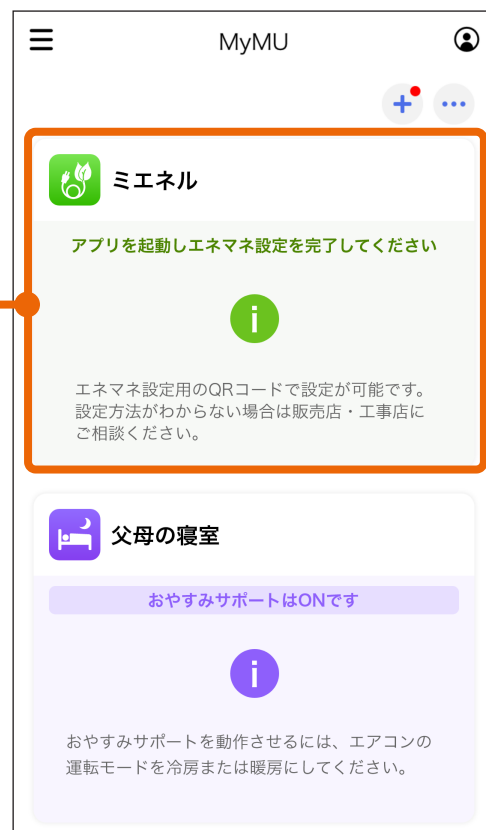 MyMU
ミエネル
アプリを起動しエネマネ設定を完了してください
エネマネ設定用のQRコードで設定が可能です。
設定方法がわからない場合は販売店・工事店に
ご相談ください。
父母の寝室
おやすみサポートはONです
おやすみサポートを動作させるには、エアコンの
運転モードを冷房または暖房にしてください。